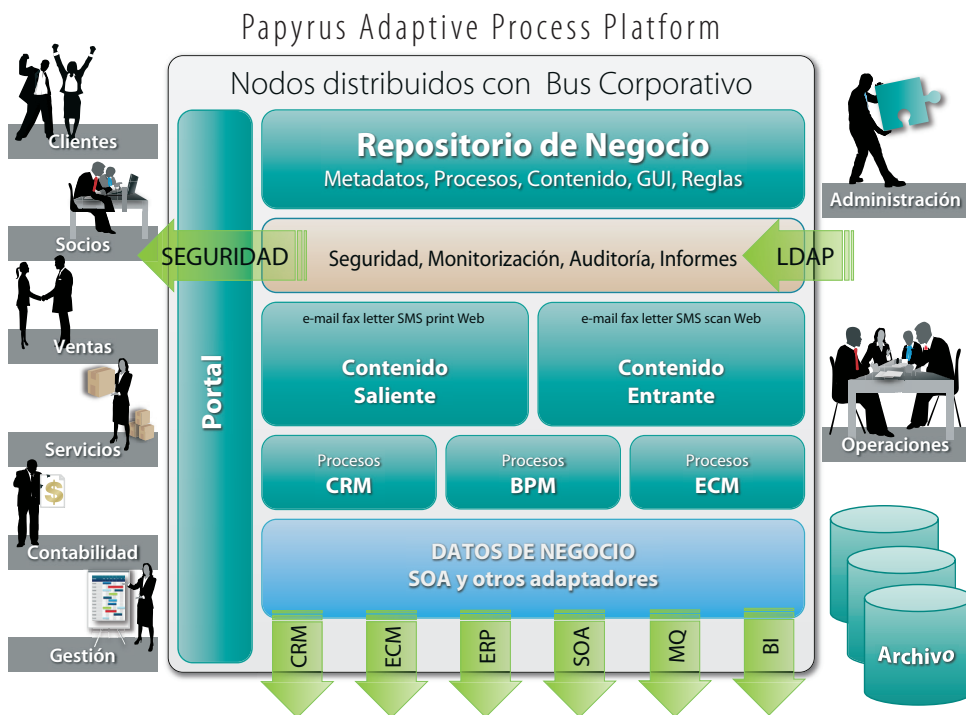 Papyrus Adaptive Process Platform
Nodos distribuidos con Bus Corporativo
Clientes
Socios
Ventas
Servicios
Contabilidad
Gestión
Portal
Repositorio de Negocio
Metadatos, Procesos, Contenido, GUI, Reglas
SEGURIDAD
Seguridad, Monitorización, Auditoría, Informes
LDAP
e-mail fax letter SMS print Web
Contenido
Saliente
e-mail fax letter SMS scan Web
Contenido
Entrante
Procesos
CRM
Procesos
BPM
Procesos
ECM
DATOS DE NEGOCIO
SOA y otros adaptadores
CRM
ECM
ERP
SOA
MQ
BI
Administración
Operaciones
Archivo